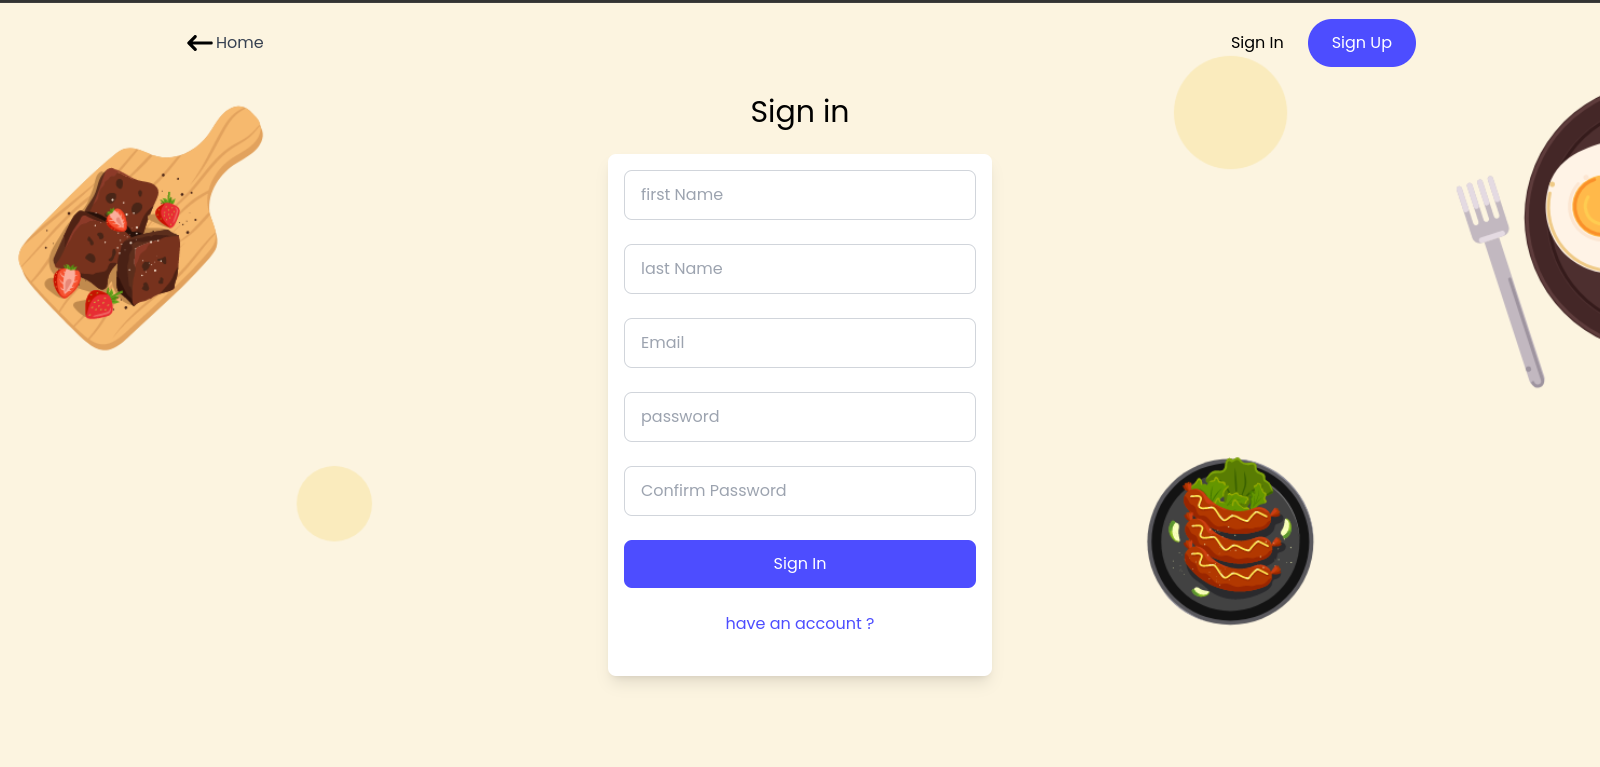 Home
Sign In
Sign Up
Sign in
first Name
last Name
Email
password
Confirm Password
Sign In
have an account ?